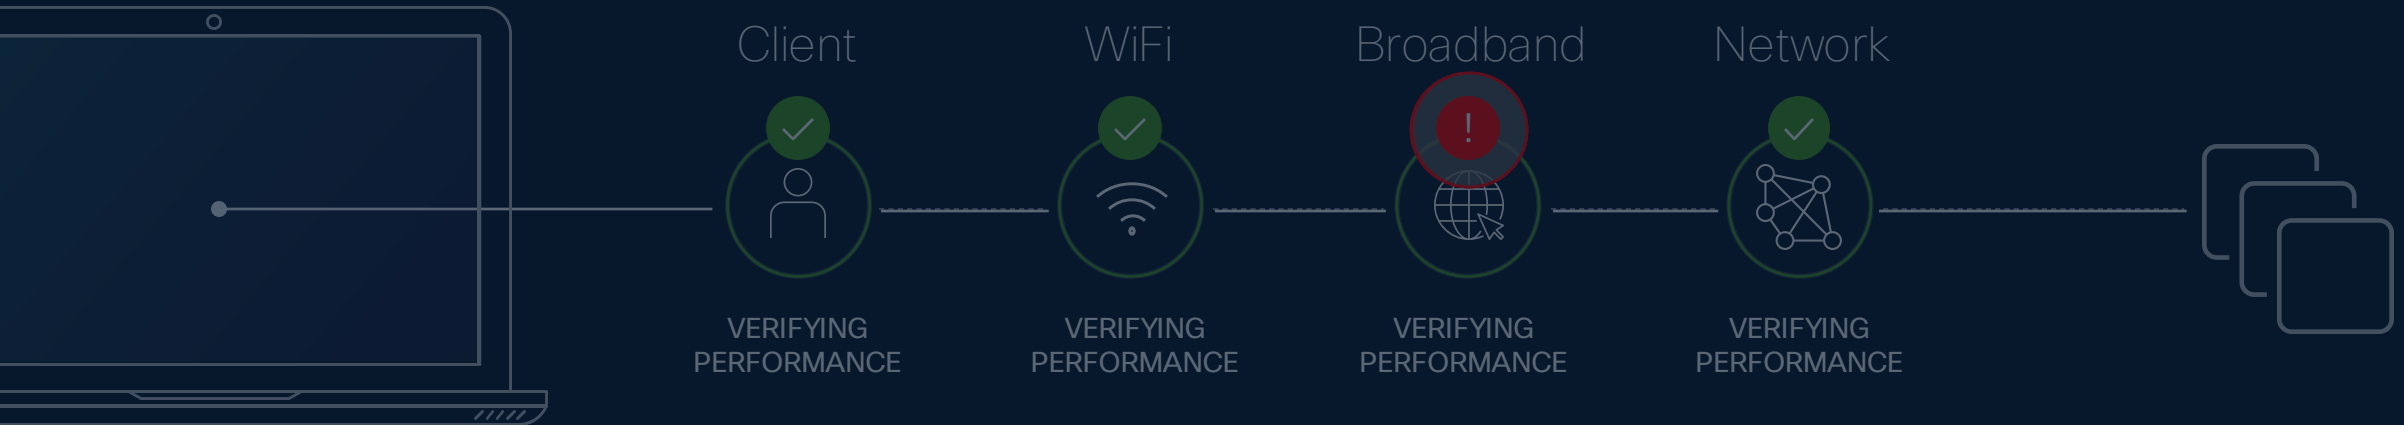 Client
WiFi
Broadband
Network
!
VERIFYING
PERFORMANCE
VERIFYING
PERFORMANCE
VERIFYING
PERFORMANCE
VERIFYING
PERFORMANCE